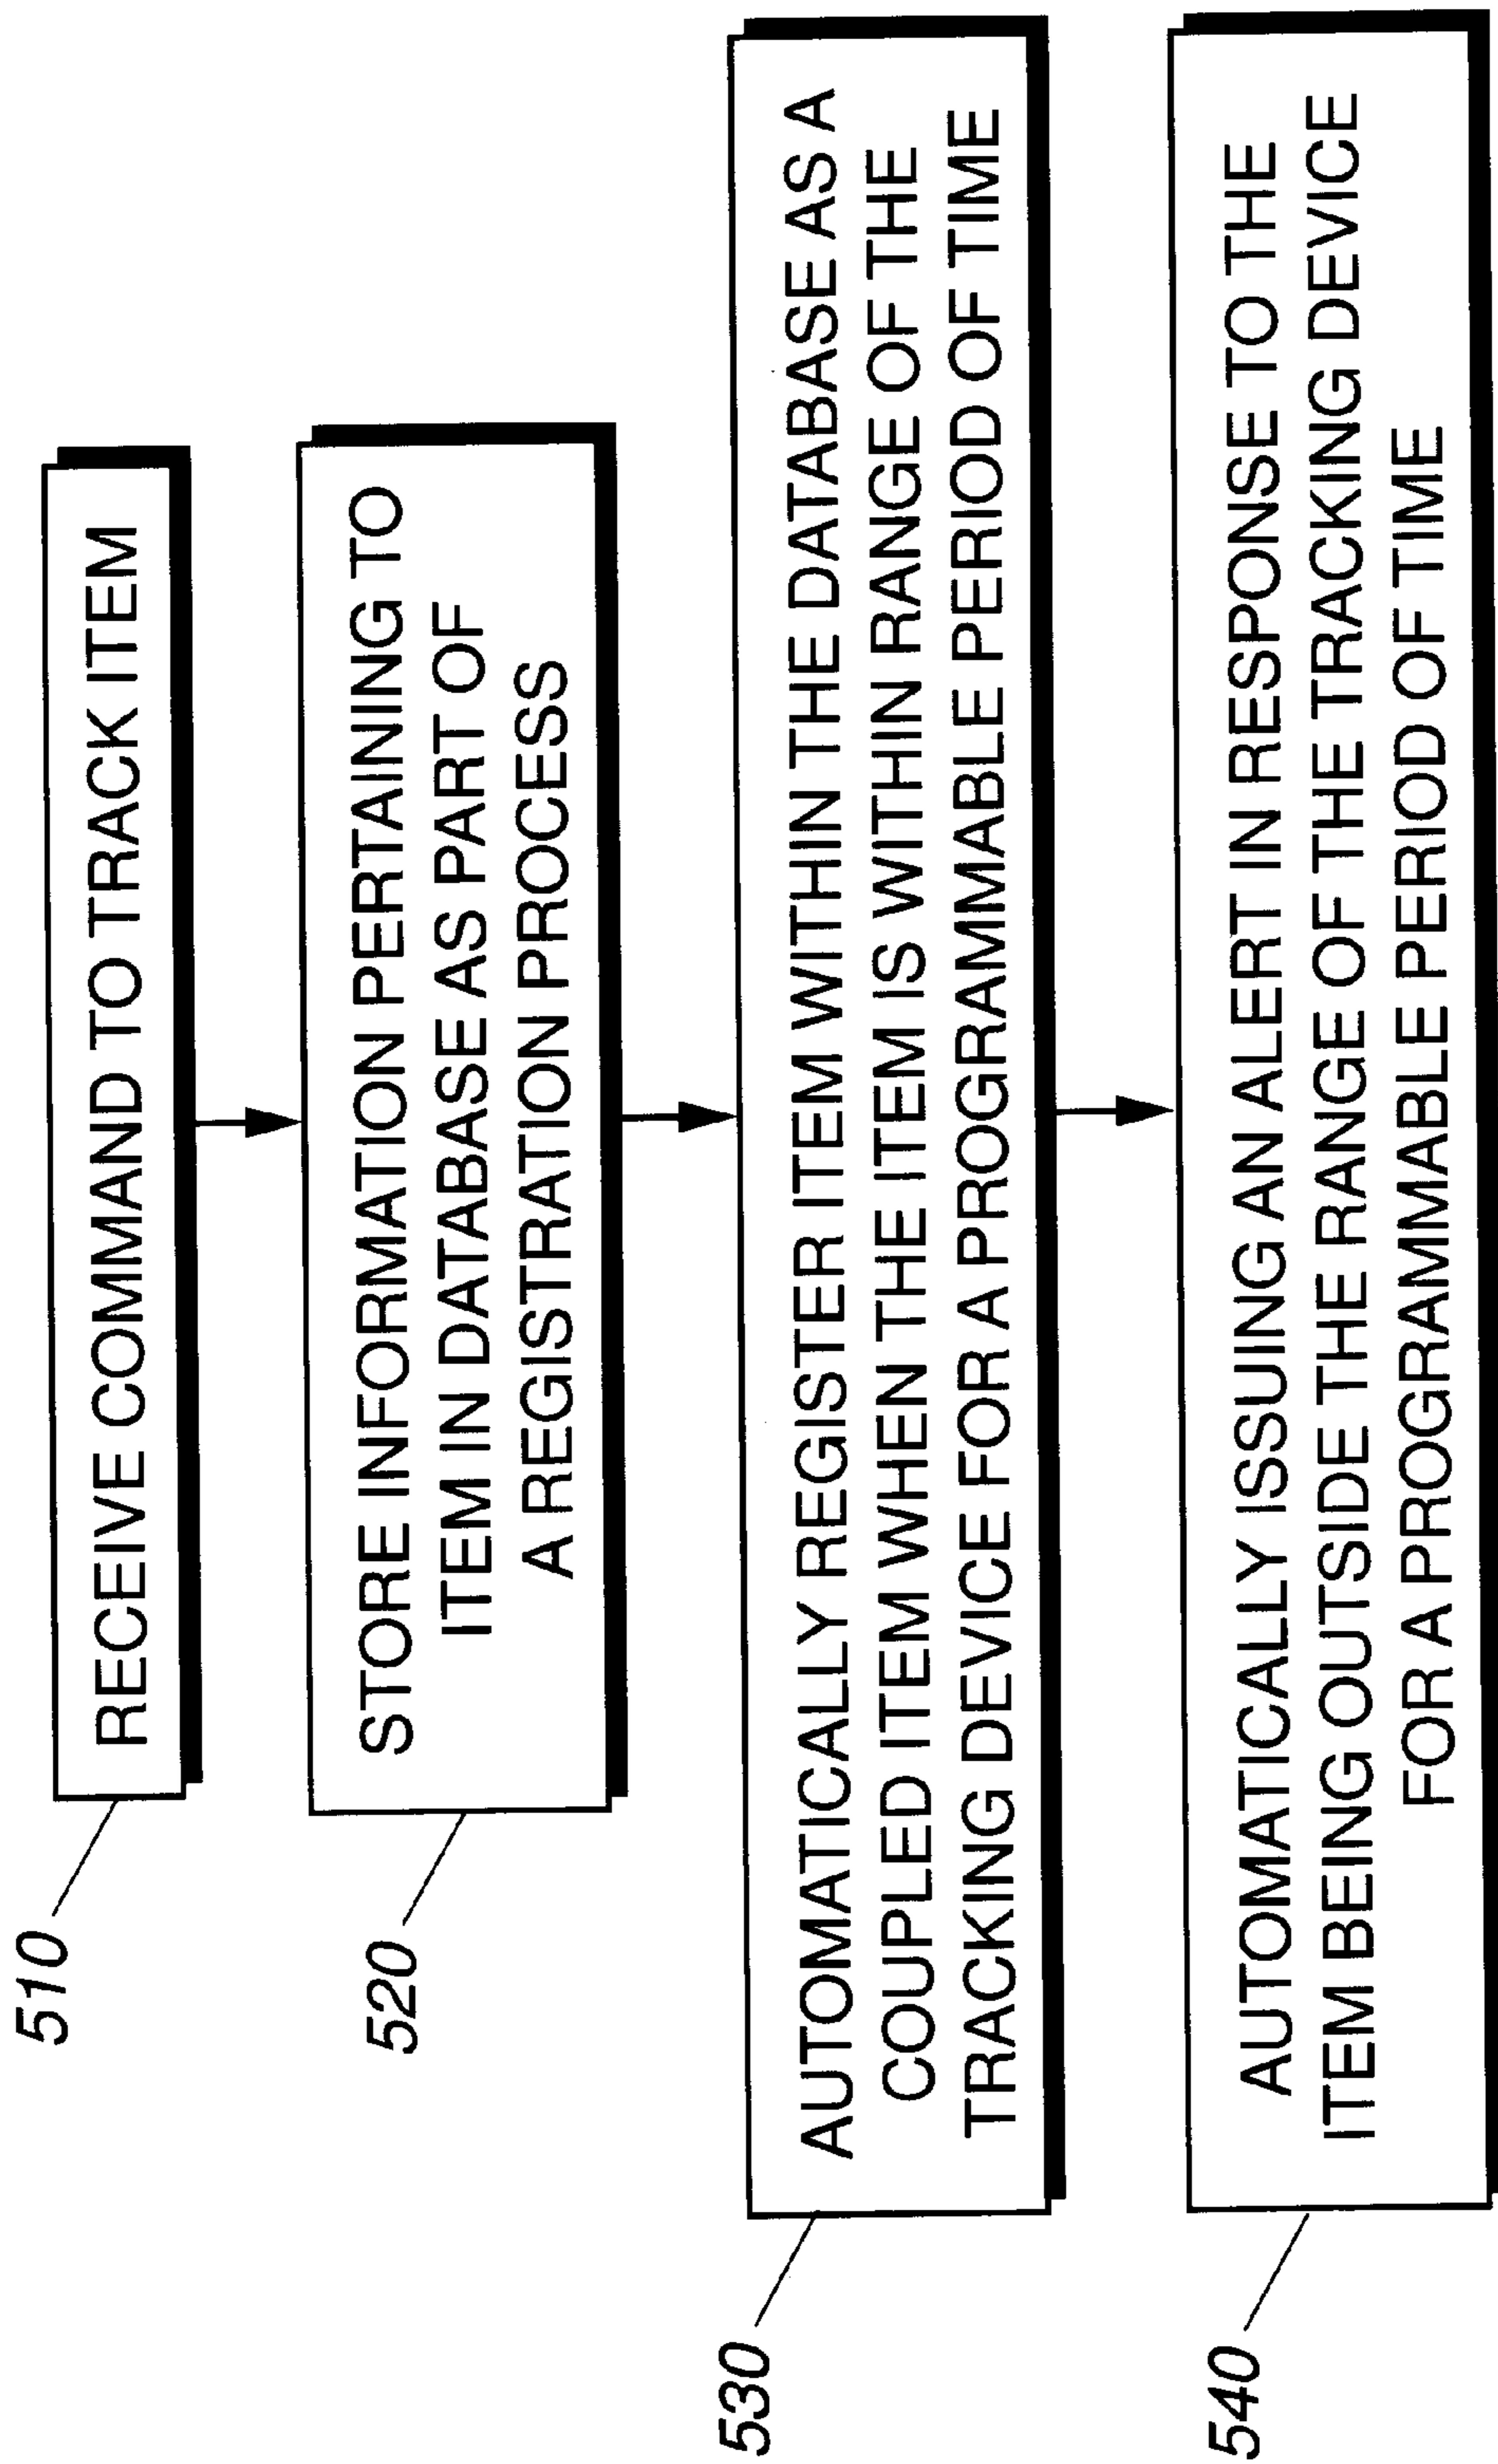 510
RECEIVE COMMAND TO TRACK ITEM
520
STORE INFORMATION PERTAINING TO
ITEM IN DATABASE AS PART OF
A REGISTRATION PROCESS
530
AUTOMATICALLY REGISTER ITEM WITHIN THE DATABASE AS A
COUPLED ITEM WHEN THE ITEM IS WITHIN RANGE OF THE
TRACKING DEVICE FOR A PROGRAMMABLE PERIOD OF TIME
540
AUTOMATICALLY ISSUING AN ALERT IN RESPONSE TO THE
ITEM BEING OUTSIDE THE RANGE OF THE TRACKING DEVICE
FOR A PROGRAMMABLE PERIOD OF TIME